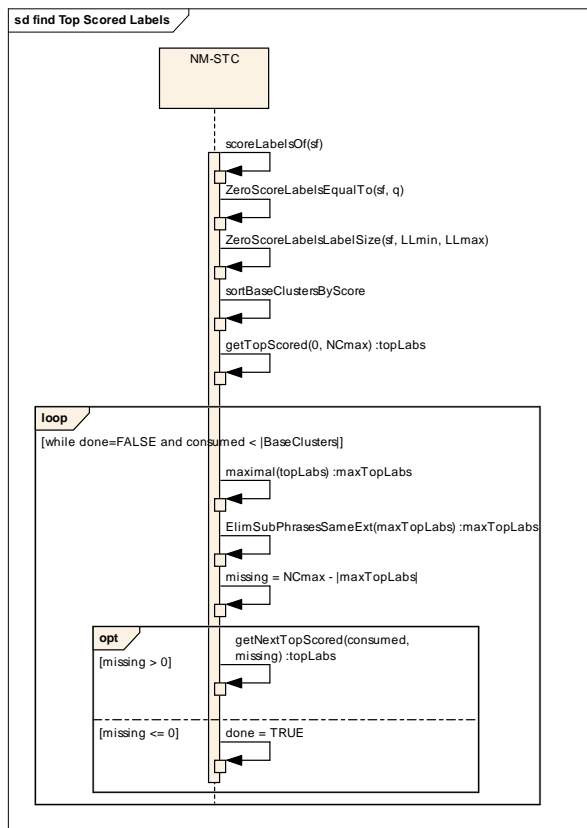 sd find Top Scored Labels
NM-STC
scoreLabelsOf(sf)
ZeroScoreLabelsEqualTo(sf, q)
ZeroScoreLabelsLabelSize(sf, LLmin, LLmax)
sortBaseClustersByScore
getTopScored(0, NCmax) :topLabs
loop
[while done=FALSE and consumed < |BaseClusters|]
maximal(topLabs) :maxTopLabs
ElimSubPhrasesSameExt(maxTopLabs) :maxTopLabs
missing = NCmax - |maxTopLabs|
opt
getNextTopScored(consumed,
[missing > 0]
missing) :topLabs
[missing <= 0]
done = TRUE